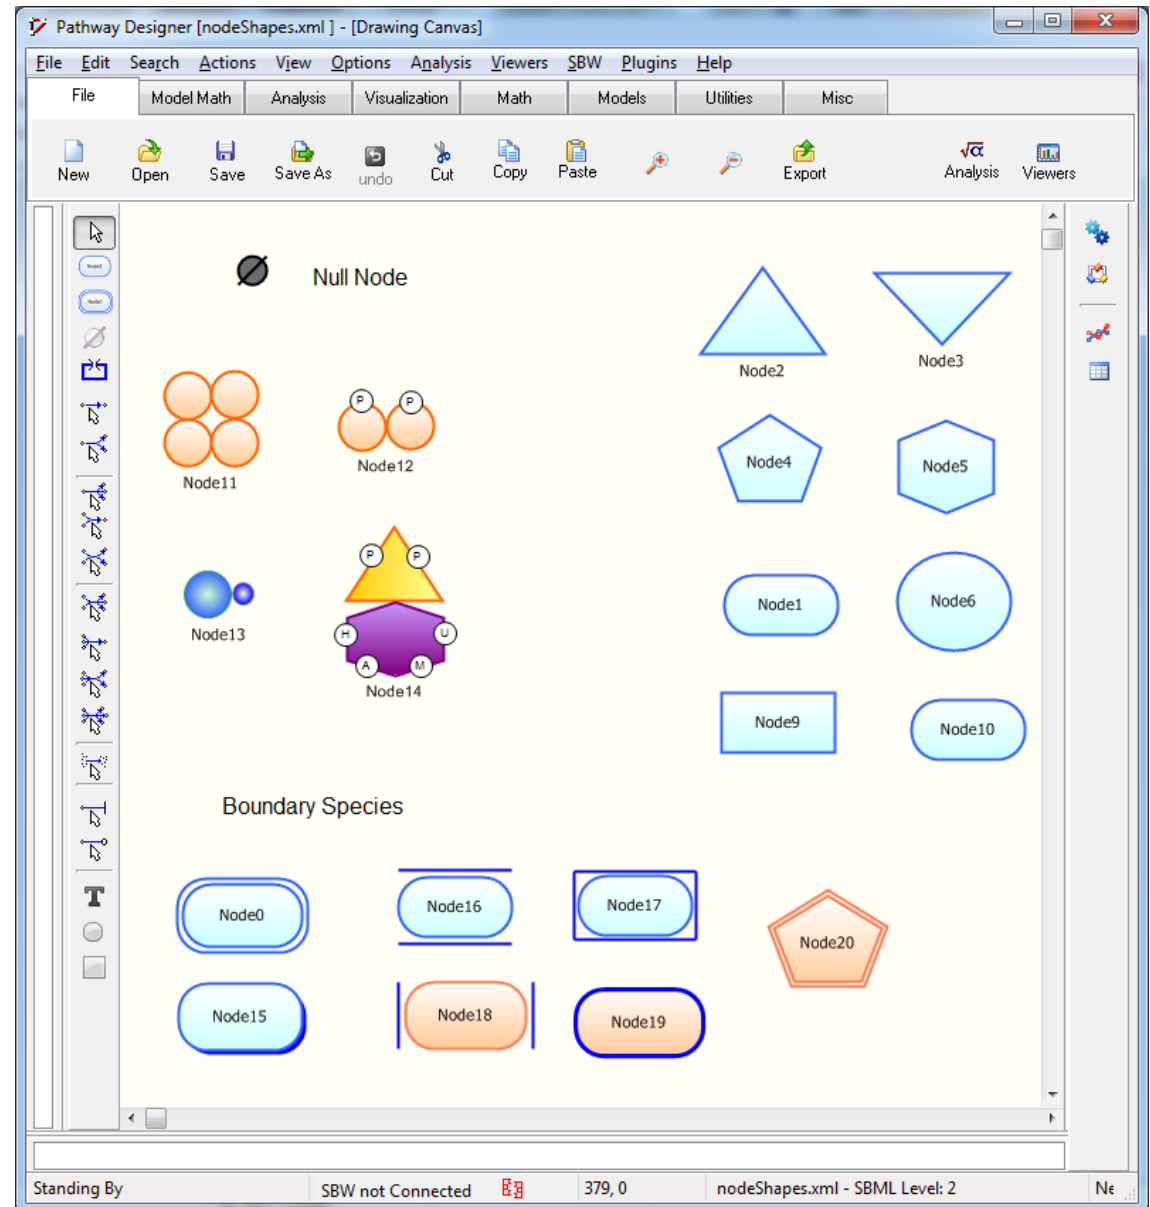 Pathway Designer [nodeShapes.xml ] - [Drawing Canvas]
File Edit Search Actions View Options Analysis Viewers SBW Plugins Help
File Model Math Analysis Visualization Math Models Utilities Misc
New Open Save Save As undo Cut Copy Paste Export Analysis Viewers
Null Node
Node2
Node3
P P
Node11
Node12
Node4
Node5
P P
Node13
H U
A M
Node14
Node1
Node6
Node9
Node10
Boundary Species
Node0
Node16
Node17
Node20
Node15
Node18
Node19
Standing By SBW not Connected 379, 0 nodeShapes.xml - SBML Level: 2 Ne